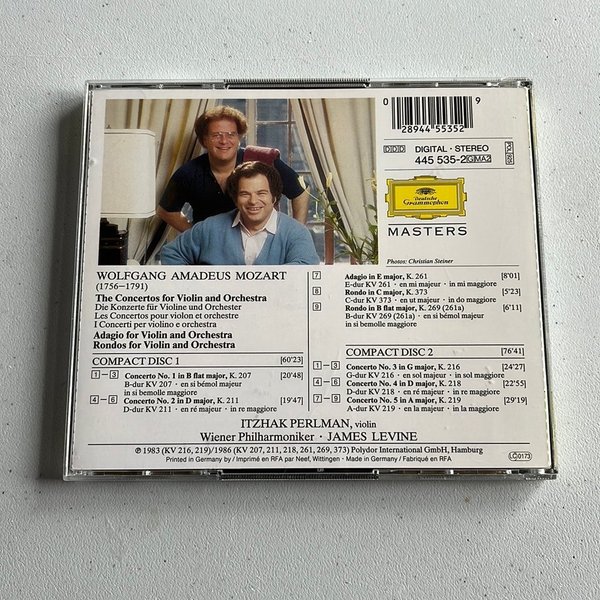 0 28944 55352 9
DDD DIGITAL · STEREO
445 535-2 GMA2
POL 925
Deutsche
Grammophon
MASTERS
Photos: Christian Steiner
WOLFGANG AMADEUS MOZART
(1756–1791)
The Concertos for Violin and Orchestra
Die Konzerte für Violine und Orchester
Les Concertos pour violon et orchestre
I Concerti per violino e orchestra
Adagio for Violin and Orchestra
Rondos for Violin and Orchestra
COMPACT DISC 1 [60'23]
1 – 3 Concerto No. 1 in B flat major, K. 207 [20'48]
B-dur KV 207 · en si bémol majeur
in si bemolle maggiore
4 – 6 Concerto No. 2 in D major, K. 211 [19'47]
D-dur KV 211 · en ré majeur · in re maggiore
7 Adagio in E major, K. 261 [8'01]
E-dur KV 261 · en mi majeur · in mi maggiore
8 Rondo in C major, K. 373 [5'23]
C-dur KV 373 · en ut majeur · in do maggiore
9 Rondo in B flat major, K. 269 (261a) [6'11]
B-dur KV 269 (261a) · en si bémol majeur
in si bemolle maggiore
COMPACT DISC 2 [76'41]
1 – 3 Concerto No. 3 in G major, K. 216 [24'27]
G-dur KV 216 · en sol majeur · in sol maggiore
4 – 6 Concerto No. 4 in D major, K. 218 [22'55]
D-dur KV 218 · en ré majeur · in re maggiore
7 – 9 Concerto No. 5 in A major, K. 219 [29'19]
A-dur KV 219 · en la majeur · in la maggiore
ITZHAK PERLMAN, violin
Wiener Philharmoniker · JAMES LEVINE
℗ 1983 (KV 216, 219)/1986 (KV 207, 211, 218, 261, 269, 373) Polydor International GmbH, Hamburg
Printed in Germany by / Imprimé en RFA par Neef, Wittingen · Made in Germany / Fabriqué en RFA
LC 0173